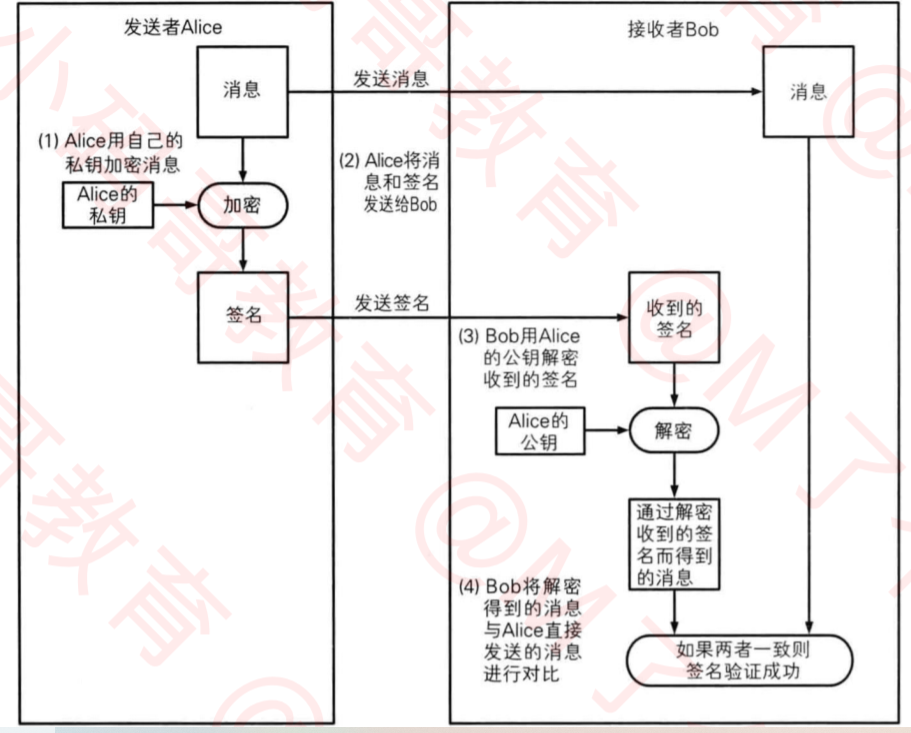 发送者Alice
接收者Bob
消息
发送消息
消息
(1) Alice用自己的
私钥加密消息
Alice的
私钥
加密
(2) Alice将消
息和签名
发送给Bob
签名
发送签名
收到的
签名
(3) Bob用Alice
的公钥解密
收到的签名
Alice的
公钥
解密
通过解密
收到的签
名而得到
的消息
(4) Bob将解密
得到的消息
与Alice直接
发送的消息
进行对比
如果两者一致则
签名验证成功